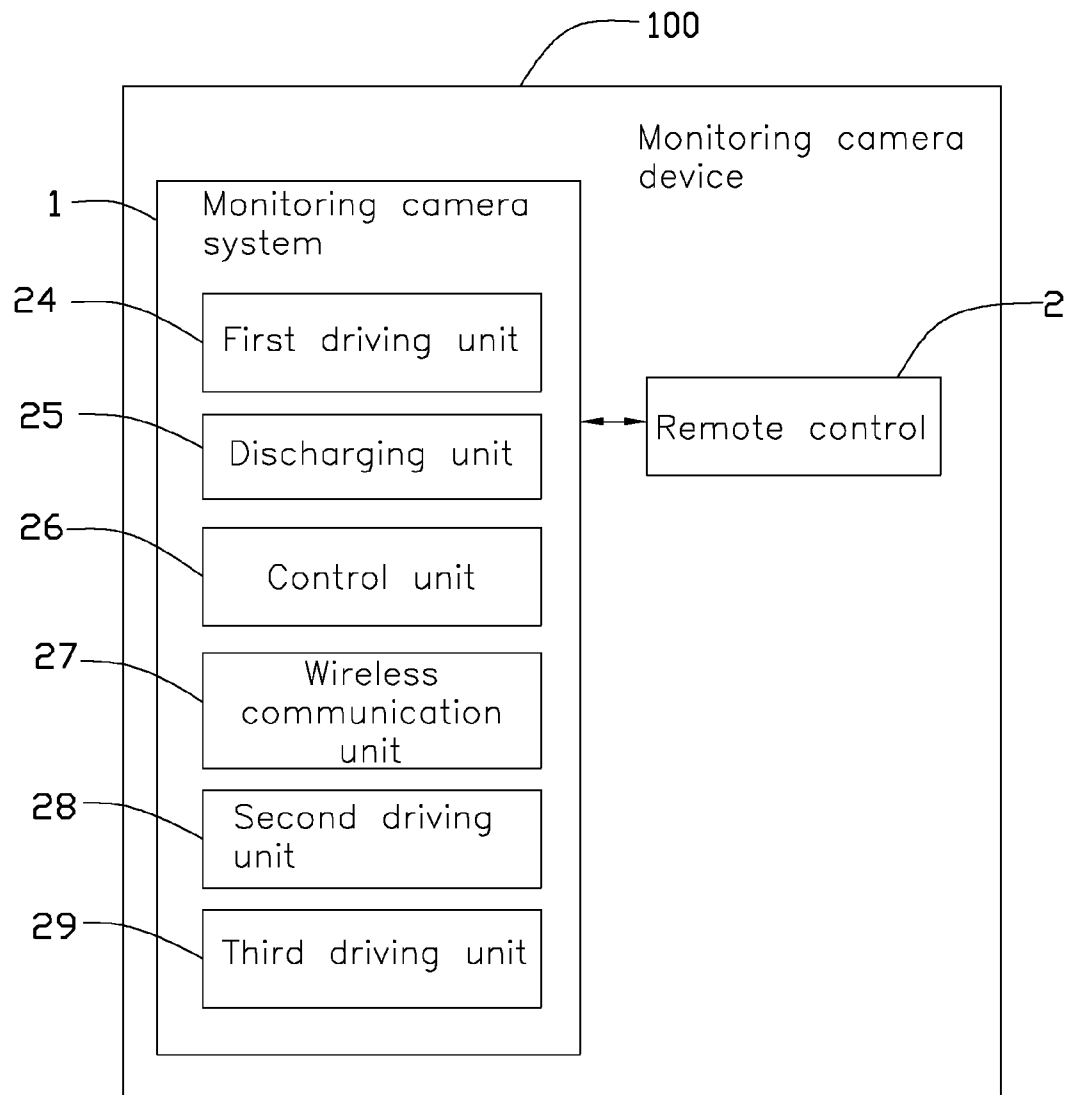 100
Monitoring camera
device
1
Monitoring camera
system
24
First driving unit
2
25
Discharging unit
Remote control
26
Control unit
27
Wireless
communication
unit
28
Second driving
unit
29
Third driving unit